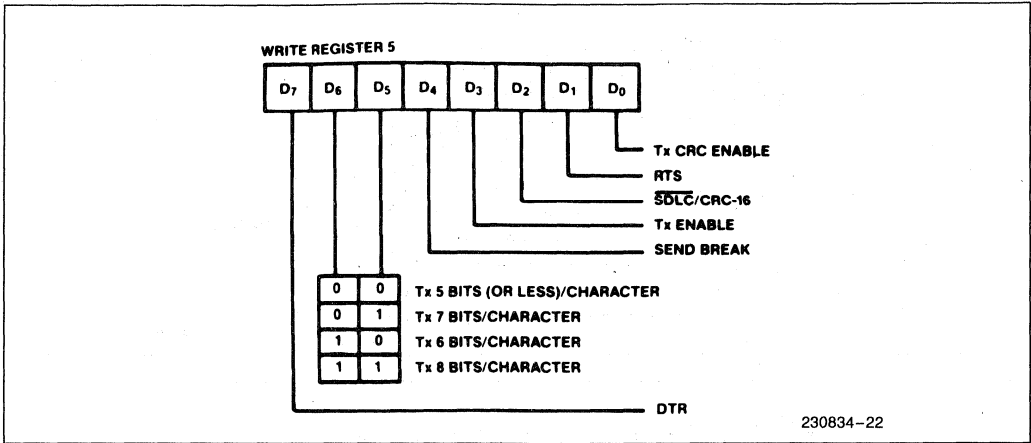 WRITE REGISTER 5
D7 D6 D5 D4 D3 D2 D1 D0
Tx CRC ENABLE
RTS
SDLC/CRC-16
Tx ENABLE
SEND BREAK
0 0 Tx 5 BITS (OR LESS)/CHARACTER
0 1 Tx 7 BITS/CHARACTER
1 0 Tx 6 BITS/CHARACTER
1 1 Tx 8 BITS/CHARACTER
DTR
230834-22